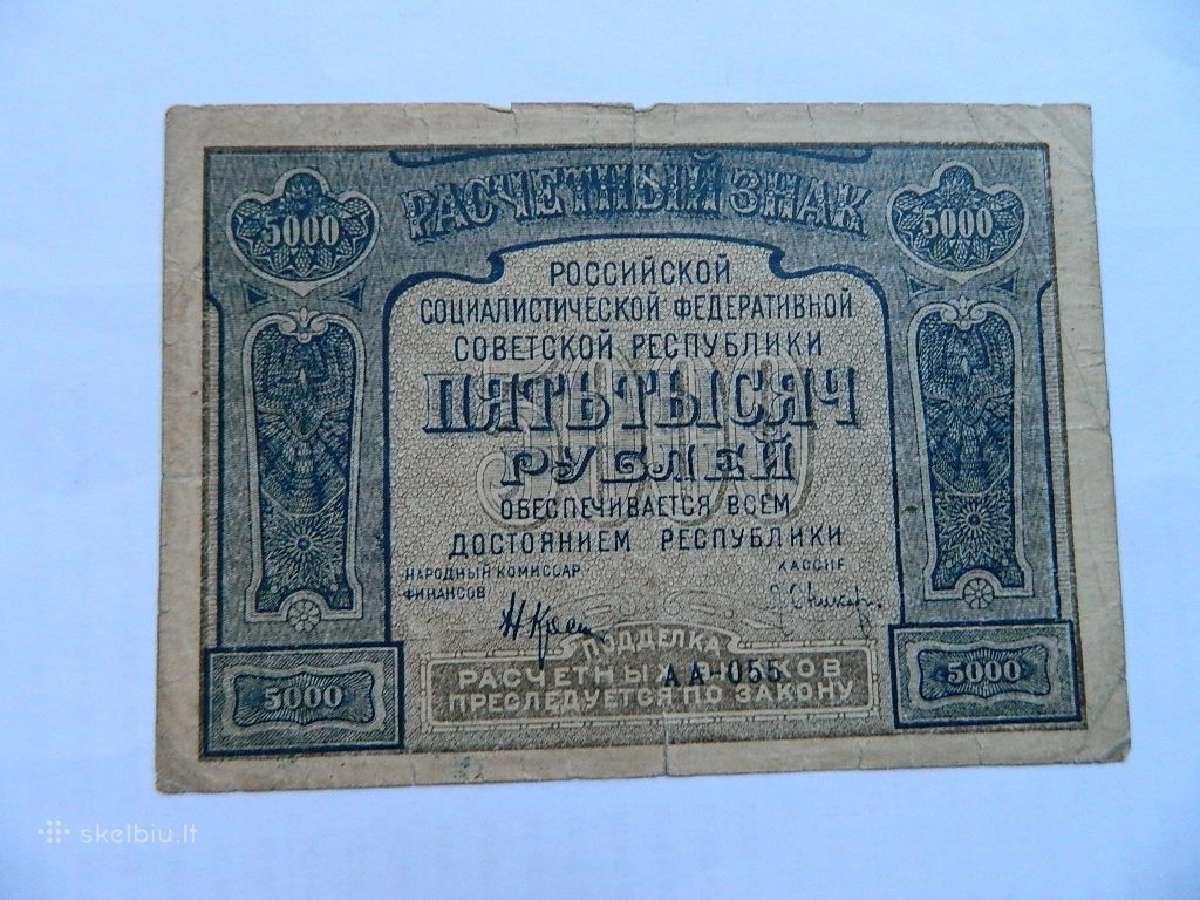 РАСЧЕТНЫЙ ЗНАК
5000
5000
РОССИЙСКОЙ
СОЦИАЛИСТИЧЕСКОЙ ФЕДЕРАТИВНОЙ
СОВЕТСКОЙ РЕСПУБЛИКИ
5000
ПЯТЬ ТЫСЯЧ
РУБЛЕЙ
ОБЕСПЕЧИВАЕТСЯ ВСЕМ
ДОСТОЯНИЕМ РЕСПУБЛИКИ
НАРОДНЫЙ КОМИССАР
ФИНАНСОВ
КАССИР
ПОДДЕЛКА
РАСЧЕТНЫХ ЗНАКОВ
ПРЕСЛЕДУЕТСЯ ПО ЗАКОНУ
АА-055
5000
5000
skelbiu.lt